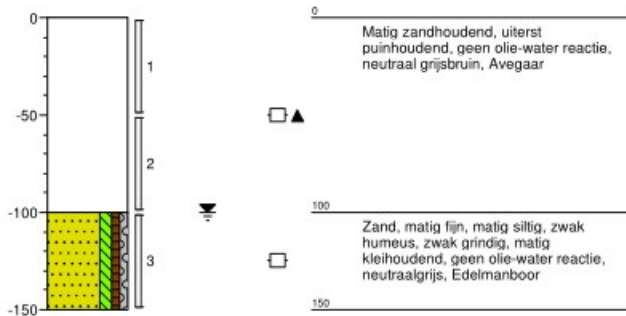 0
0
Matig zandhoudend, uiterst
puinhoudend, geen olie-water reactie,
neutraal grijsbruin, Avegaar
1
-50
2
-100
100
Zand, matig fijn, matig siltig, zwak
humeus, zwak grindig, matig
kleihoudend, geen olie-water reactie,
neutraalgrijs, Edelmanboor
3
-150
150